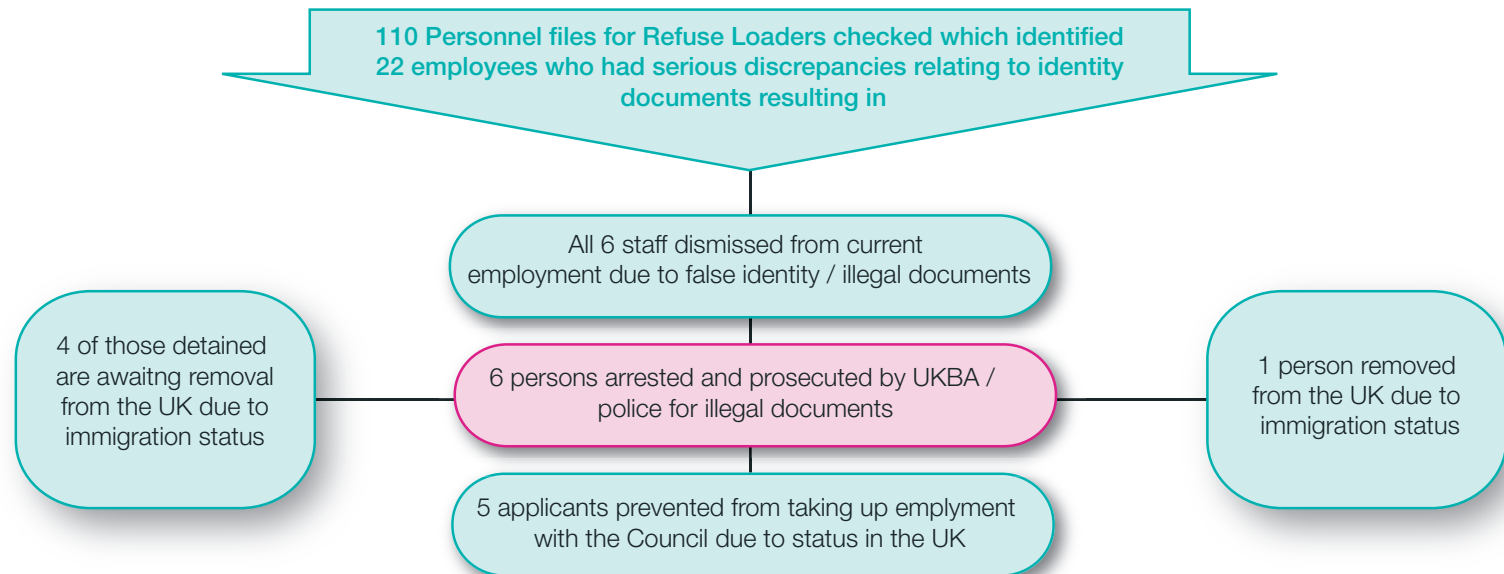 110 Personnel files for Refuse Loaders checked which identified
22 employees who had serious discrepancies relating to identity
documents resulting in
All 6 staff dismissed from current
employment due to false identity / illegal documents
4 of those detained
are awaitng removal
from the UK due to
immigration status
6 persons arrested and prosecuted by UKBA /
police for illegal documents
1 person removed
from the UK due to
immigration status
5 applicants prevented from taking up emplyment
with the Council due to status in the UK